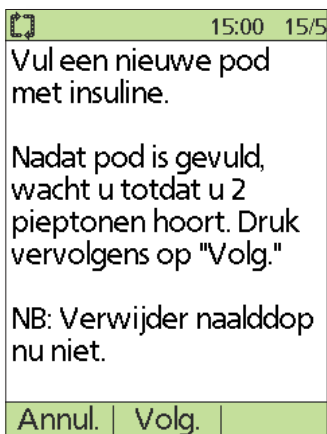 15:00 15/5
Vul een nieuwe pod
met insuline.
Nadat pod is gevuld,
wacht u totdat u 2
pieptonen hoort. Druk
vervolgens op "Volg."
NB: Verwijder naalddop
nu niet.
Annul. | Volg. |